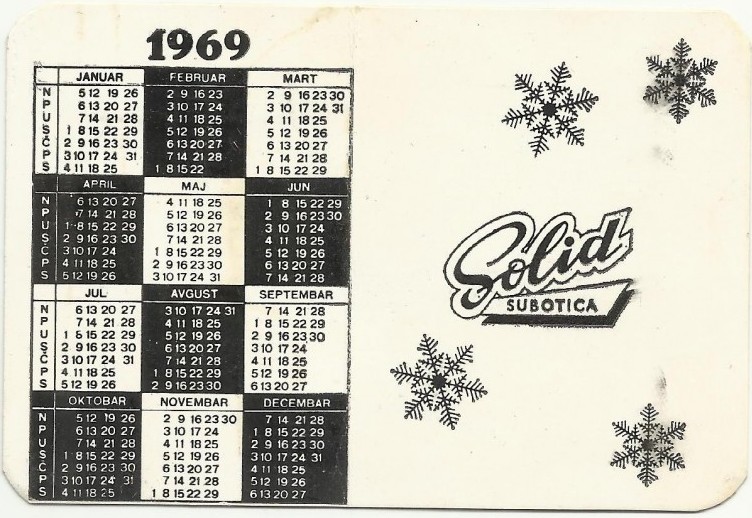 1969
JANUAR FEBRUAR MART
N 5 12 19 26 2 9 16 23 2 9 16 23 30
P 6 13 20 27 3 10 17 24 3 10 17 24 31
U 7 14 21 28 4 11 18 25 4 11 18 25
S 1 8 15 22 29 5 12 19 26 5 12 19 26
Č 2 9 16 23 30 6 13 20 27 6 13 20 27
P 3 10 17 24 31 7 14 21 28 7 14 21 28
S 4 11 18 25 1 8 15 22 1 8 15 22 29
APRIL MAJ JUN
N 6 13 20 27 4 11 18 25 1 8 15 22 29
P 7 14 21 28 5 12 19 26 2 9 16 23 30
U 1 8 15 22 29 6 13 20 27 3 10 17 24
S 2 9 16 23 30 7 14 21 28 4 11 18 25
Č 3 10 17 24 1 8 15 22 29 5 12 19 26
P 4 11 18 25 2 9 16 23 30 6 13 20 27
S 5 12 19 26 3 10 17 24 31 7 14 21 28
JUL AVGUST SEPTEMBAR
N 6 13 20 27 3 10 17 24 31 7 14 21 28
P 7 14 21 28 4 11 18 25 1 8 15 22 29
U 1 8 15 22 29 5 12 19 26 2 9 16 23 30
S 2 9 16 23 30 6 13 20 27 3 10 17 24
Č 3 10 17 24 31 7 14 21 28 4 11 18 25
P 4 11 18 25 1 8 15 22 29 5 12 19 26
S 5 12 19 26 2 9 16 23 30 6 13 20 27
OKTOBAR NOVEMBAR DECEMBAR
N 5 12 19 26 2 9 16 23 30 7 14 21 28
P 6 13 20 27 3 10 17 24 1 8 15 22 29
U 7 14 21 28 4 11 18 25 2 9 16 23 30
S 1 8 15 22 29 5 12 19 26 3 10 17 24 31
Č 2 9 16 23 30 6 13 20 27 4 11 18 25
P 3 10 17 24 31 7 14 21 28 5 12 19 26
S 4 11 18 25 1 8 15 22 29 6 13 20 27
Solid
SUBOTICA